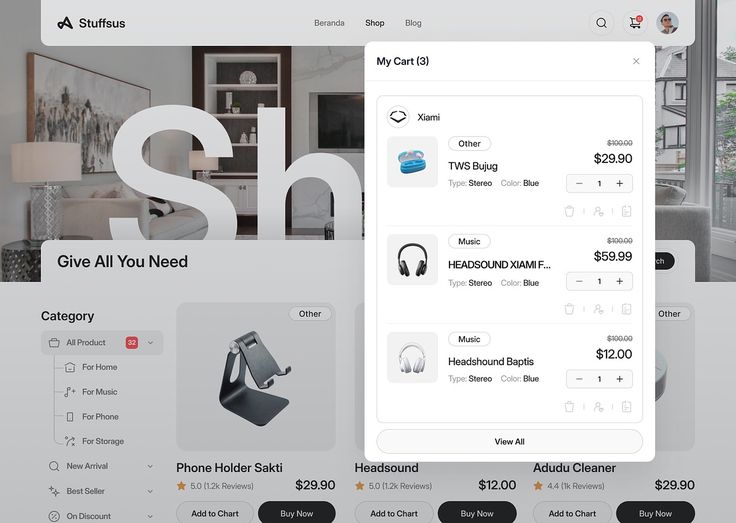 Stuffsus
Beranda
Shop
Blog
Sh
My Cart (3)
Xiami
Other
$100.00
TWS Bujug
$29.90
Type: Stereo Color: Blue
1
Music
$100.00
HEADSOUND XIAMI F...
$59.99
Type: Stereo Color: Blue
1
Music
$100.00
Headshound Baptis
$12.00
Type: Stereo Color: Blue
1
View All
Give All You Need
Category
All Product 32
For Home
For Music
For Phone
For Storage
New Arrival
Best Seller
On Discount
Other
Phone Holder Sakti
5.0 (1.2k Reviews)
$29.90
Add to Chart
Buy Now
Headsound
5.0 (1.2k Reviews)
$12.00
Add to Chart
Buy Now
Other
Adudu Cleaner
4.4 (1k Reviews)
$29.90
Add to Chart
Buy Now